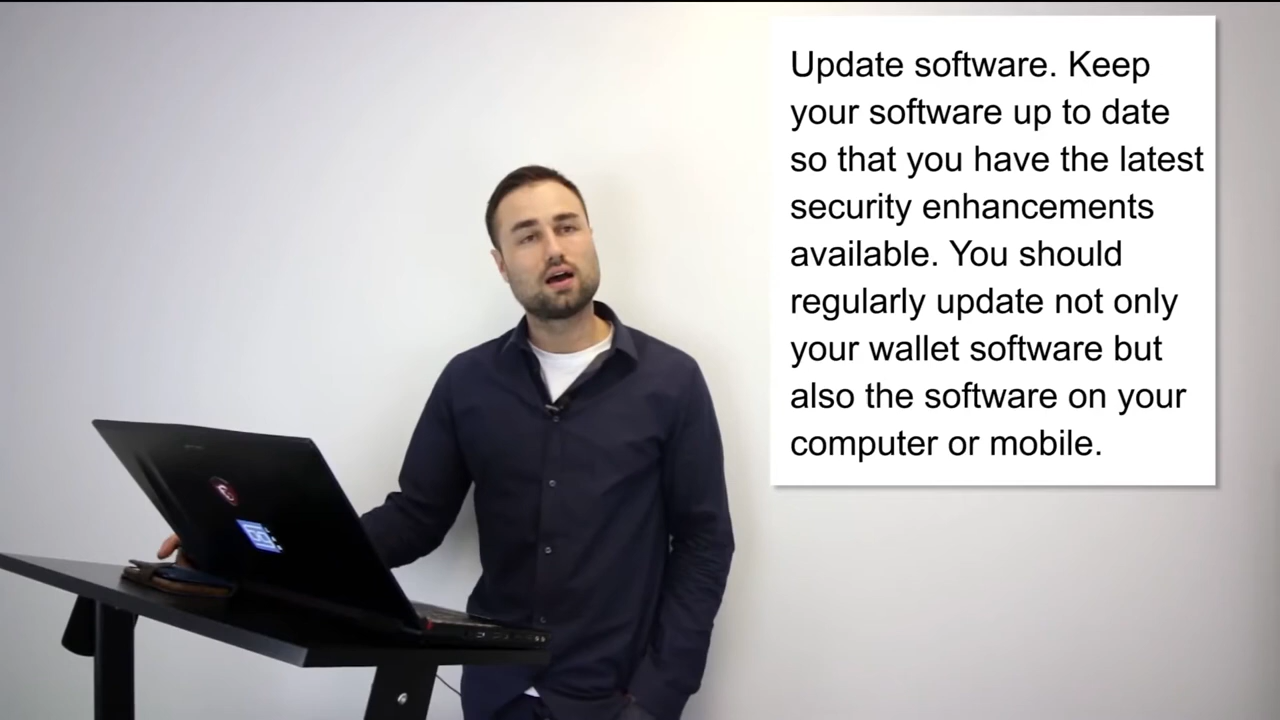 Update software. Keep
your software up to date
so that you have the latest
security enhancements
available. You should
regularly update not only
your wallet software but
also the software on your
computer or mobile.